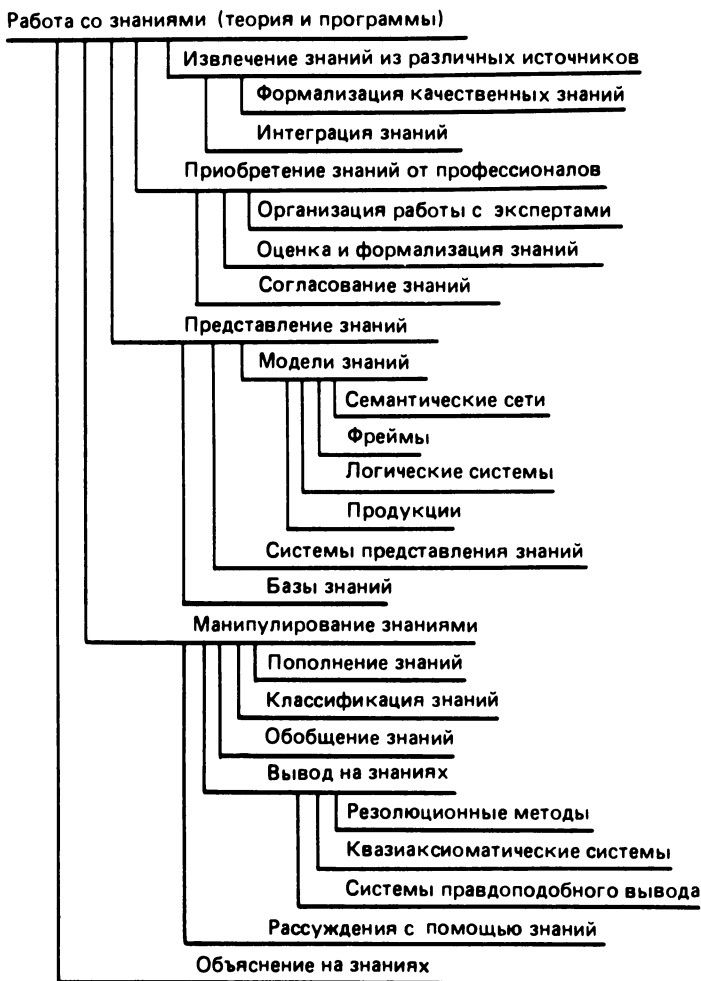 Работа со знаниями (теория и программы)
Извлечение знаний из различных источников
Формализация качественных знаний
Интеграция знаний
Приобретение знаний от профессионалов
Организация работы с экспертами
Оценка и формализация знаний
Согласование знаний
Представление знаний
Модели знаний
Семантические сети
Фреймы
Логические системы
Продукции
Системы представления знаний
Базы знаний
Манипулирование знаниями
Пополнение знаний
Классификация знаний
Обобщение знаний
Вывод на знаниях
Резолюционные методы
Квазиаксиоматические системы
Системы правдоподобного вывода
Рассуждения с помощью знаний
Объяснение на знаниях